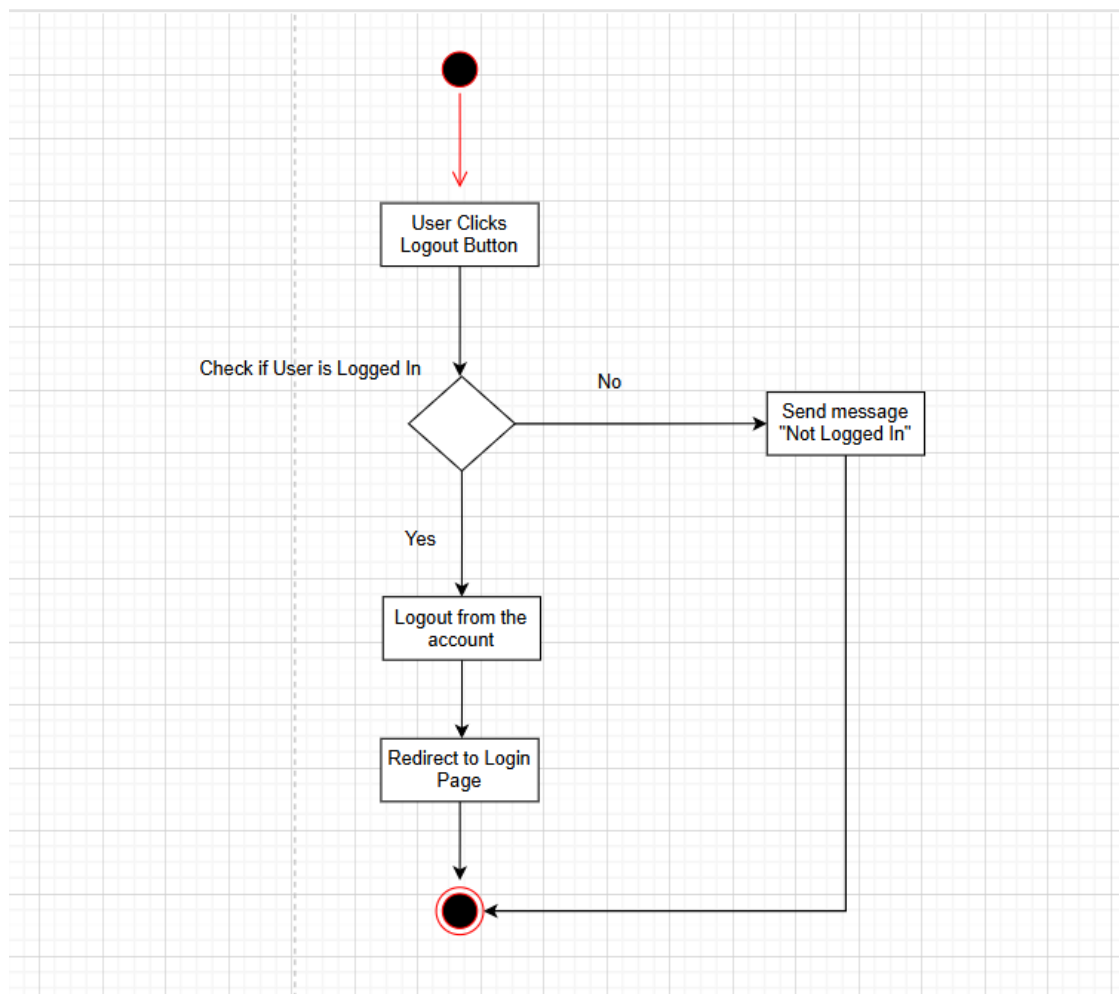 User Clicks
Logout Button
Check if User is Logged In
No
Send message
"Not Logged In"
Yes
Logout from the
account
Redirect to Login
Page